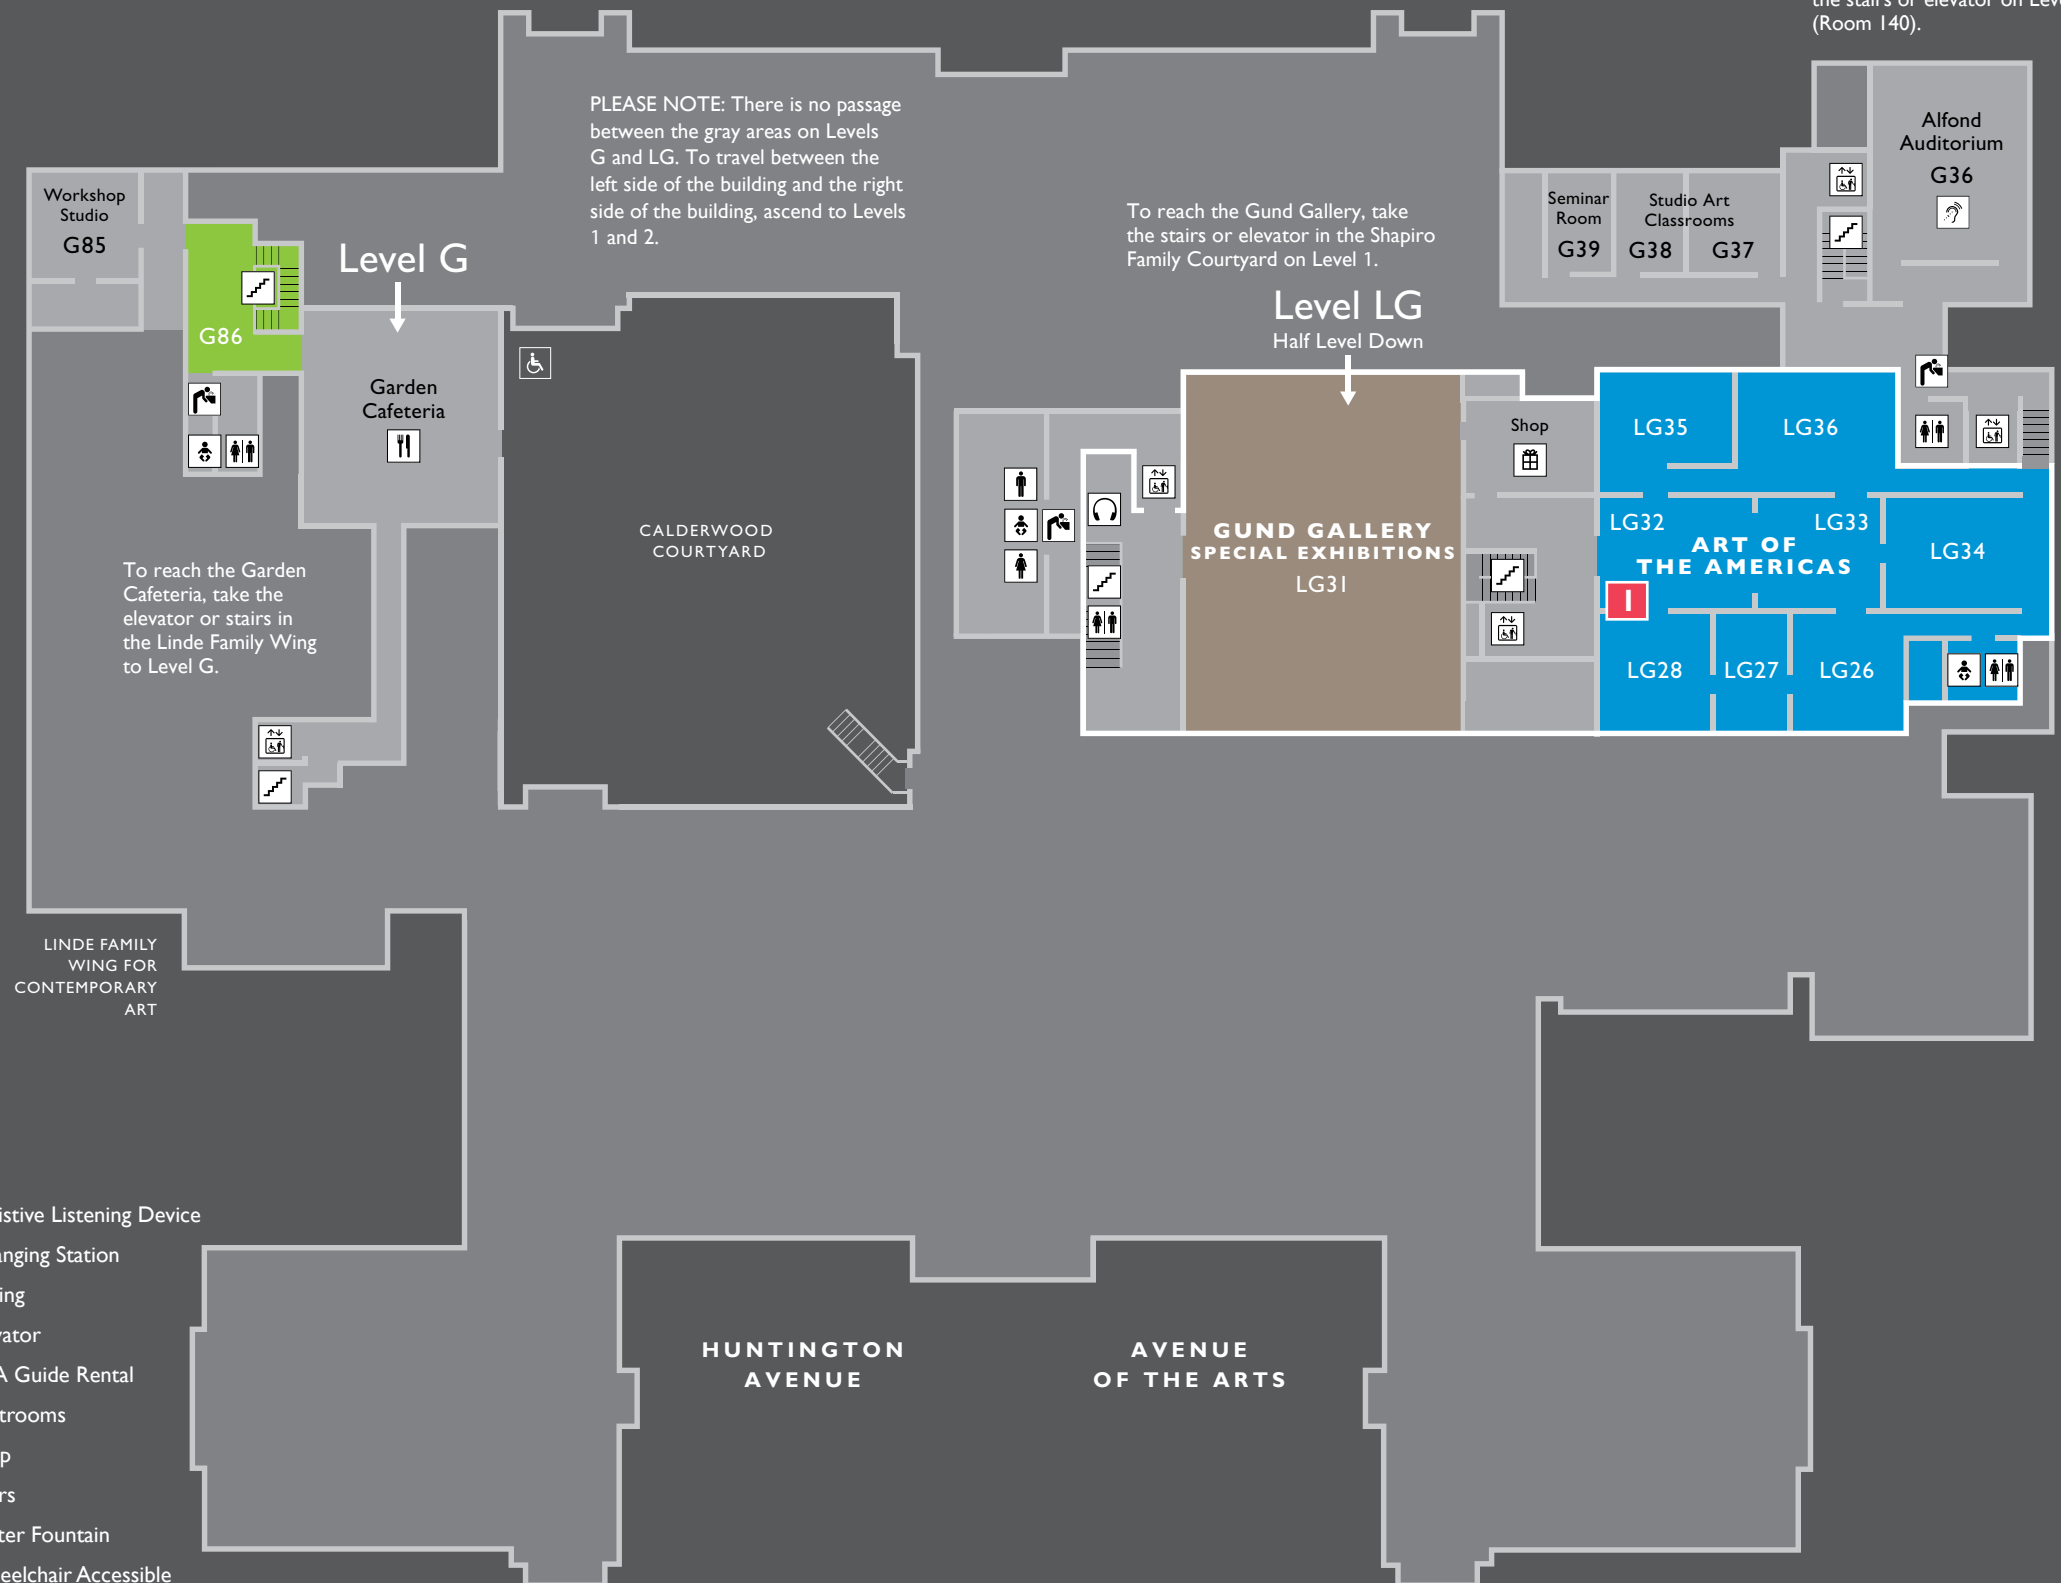 the stairs or elevator on
(Room 140).
PLEASE NOTE: There is no passage
between the gray areas on Levels
G and LG. To travel between the
left side of the building and the right
side of the building, ascend to Levels
1 and 2.
Alfond
Auditorium
G36
Workshop
Studio
G85
Level G
G86
To reach the Gund Gallery, take
the stairs or elevator in the Shapiro
Family Courtyard on Level 1.
Level LG
Half Level Down
Seminar
Room
G39
Studio Art
Classrooms
G38
G37
Garden
Cafeteria
Shop
LG35
LG36
CALDERWOOD
COURTYARD
GUND GALLERY
SPECIAL EXHIBITIONS
LG31
LG32
LG33
ART OF
THE AMERICAS
LG34
1
LG28
LG27
LG26
To reach the Garden
Cafeteria, take the
elevator or stairs in
the Linde Family Wing
to Level G.
LINDE FAMILY
WING FOR
CONTEMPORARY
ART
istive Listening Device
anging Station
ing
vator
A Guide Rental
trooms
p
rs
ter Fountain
eelchair Accessible
HUNTINGTON
AVENUE
AVENUE
OF THE ARTS